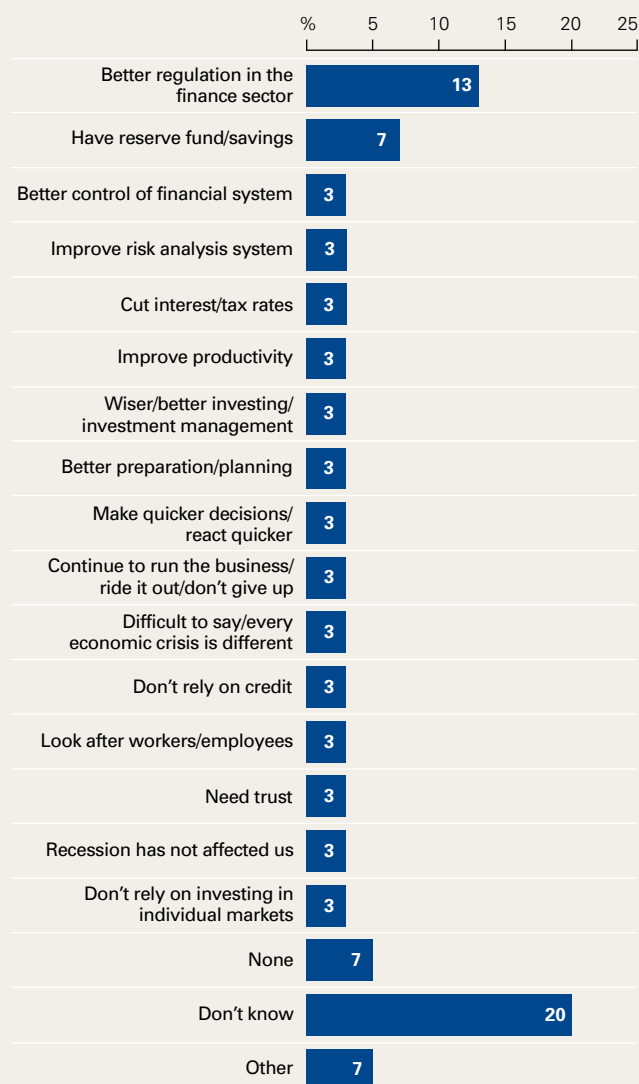 % 5 10 15 20 25
Better regulation in the
finance sector
13
Have reserve fund/savings 7
Better control of financial system 3
Improve risk analysis system 3
Cut interest/tax rates 3
Improve productivity 3
Wiser/better investing/
investment management
3
Better preparation/planning 3
Make quicker decisions/
react quicker
3
Continue to run the business/
ride it out/don't give up
3
Difficult to say/every
economic crisis is different
3
Don't rely on credit 3
Look after workers/employees 3
Need trust 3
Recession has not affected us 3
Don't rely on investing in
individual markets
3
None 7
Don't know 20
Other 7